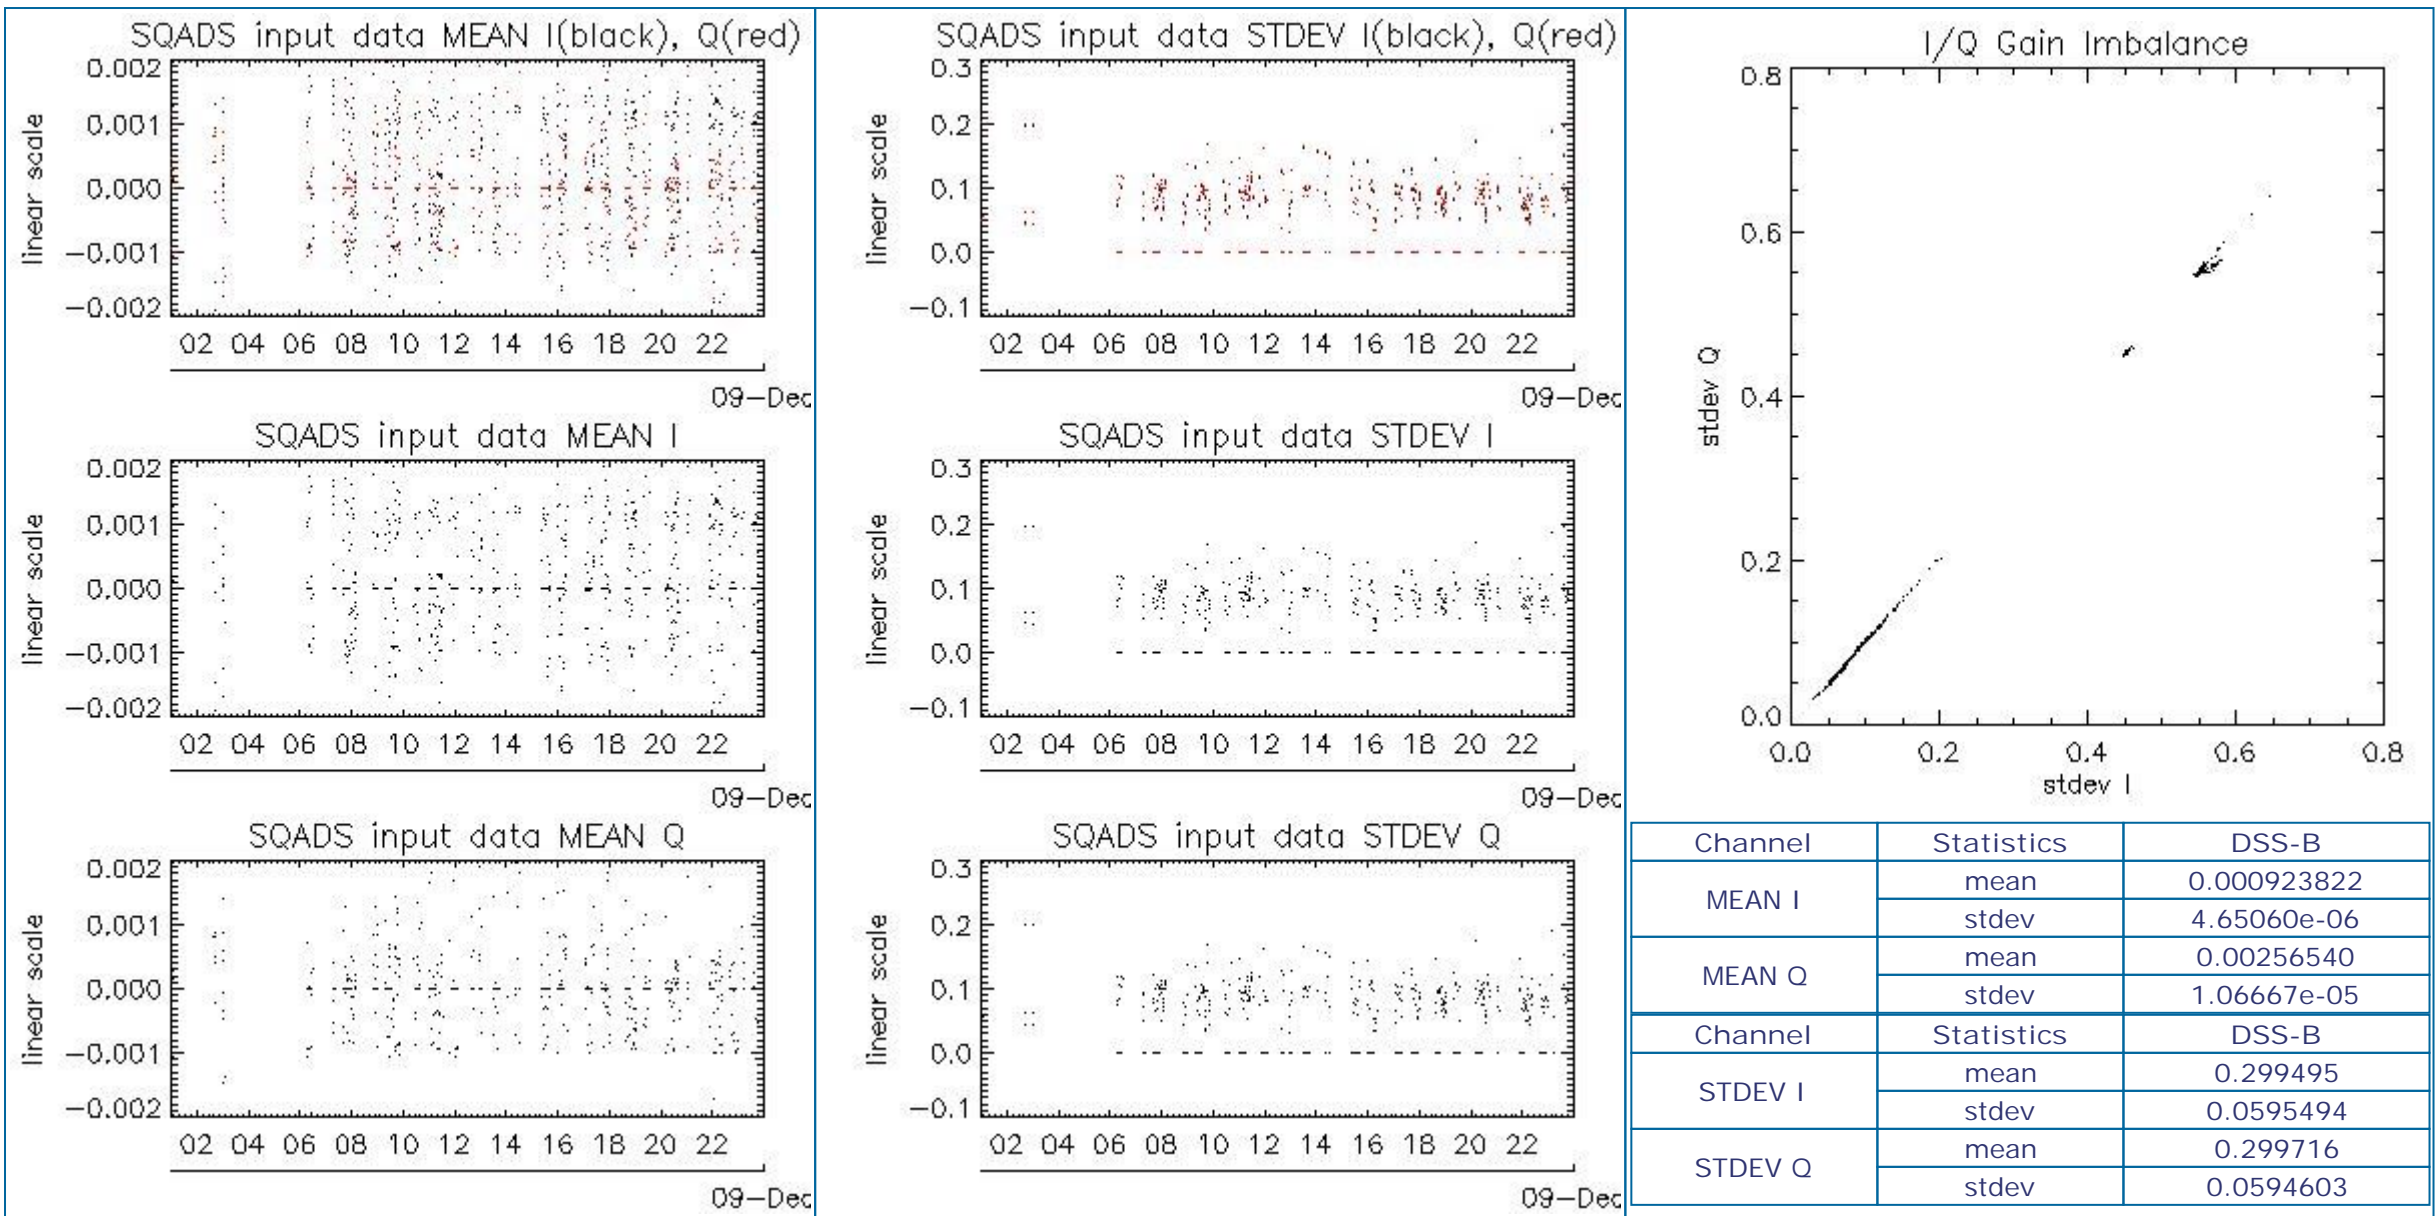 SQADS input data MEAN I(black), Q(red)
0.002
0.001
0.000
−0.001
−0.002
linear scale
02 04 06 08 10 12 14 16 18 20 22
09−Dec
SQADS input data MEAN I
0.002
0.001
0.000
−0.001
−0.002
linear scale
02 04 06 08 10 12 14 16 18 20 22
09−Dec
SQADS input data MEAN Q
0.002
0.001
0.000
−0.001
−0.002
linear scale
02 04 06 08 10 12 14 16 18 20 22
09−Dec
SQADS input data STDEV I(black), Q(red)
0.3
0.2
0.1
0.0
−0.1
linear scale
02 04 06 08 10 12 14 16 18 20 22
09−Dec
SQADS input data STDEV I
0.3
0.2
0.1
0.0
−0.1
linear scale
02 04 06 08 10 12 14 16 18 20 22
09−Dec
SQADS input data STDEV Q
0.3
0.2
0.1
0.0
−0.1
linear scale
02 04 06 08 10 12 14 16 18 20 22
09−Dec
I/Q Gain Imbalance
0.8
0.6
0.4
0.2
0.0
stdev Q
0.0 0.2 0.4 0.6 0.8
stdev I
Channel Statistics DSS-B
MEAN I mean 0.000923822
stdev 4.65060e-06
MEAN Q mean 0.00256540
stdev 1.06667e-05
Channel Statistics DSS-B
STDEV I mean 0.299495
stdev 0.0595494
STDEV Q mean 0.299716
stdev 0.0594603